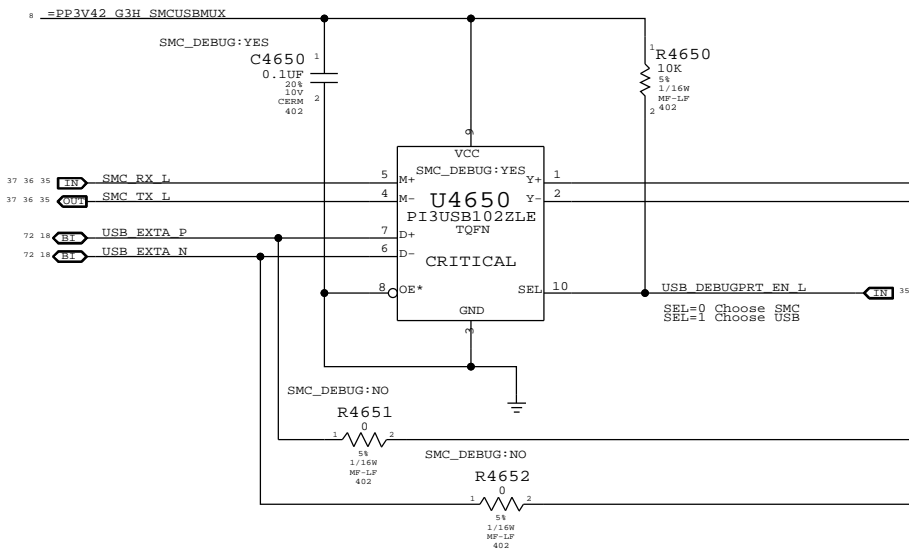 8 =PP3V42_G3H_SMCUSBMUX
SMC_DEBUG:YES
C4650
0.1UF
20%
10V
CERM
402
1
2
1
R4650
10K
5%
1/16W
MF-LF
402
2
9
VCC
SMC_DEBUG:YES
U4650
PI3USB102ZLE
TQFN
CRITICAL
37 36 35 IN SMC_RX_L 5 M+ Y+ 1
37 36 35 OUT SMC_TX_L 4 M- Y- 2
72 18 BI USB_EXTA_P 7 D+
72 18 BI USB_EXTA_N 6 D-
8 OE* SEL 10 USB_DEBUGPRT_EN_L IN 35
SEL=0 Choose SMC
SEL=1 Choose USB
GND
3
SMC_DEBUG:NO
R4651
0
1 2
5%
1/16W
MF-LF
402
SMC_DEBUG:NO
R4652
0
1 2
5%
1/16W
MF-LF
402